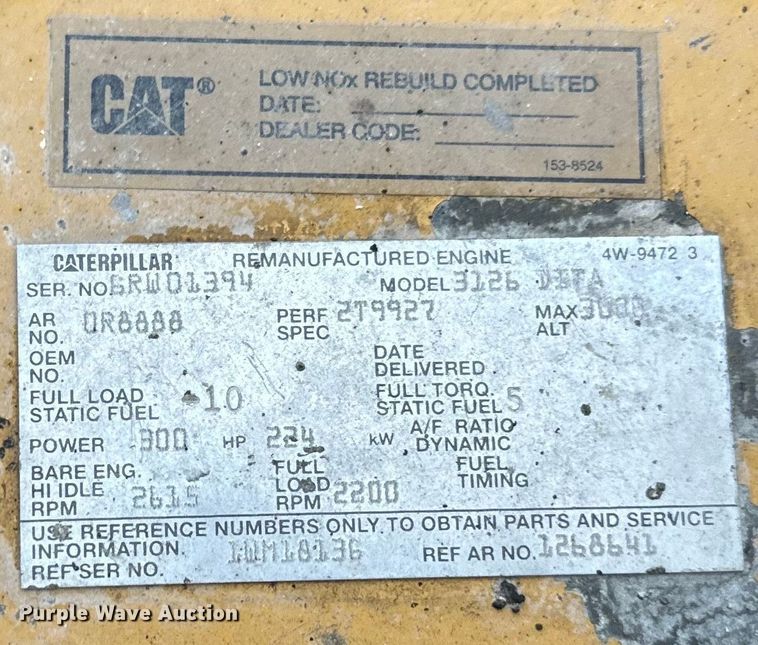 CAT®
LOW NOx REBUILD COMPLETED
DATE:
DEALER CODE:
153-8524
CATERPILLAR REMANUFACTURED ENGINE 4W-9472 3
SER. NO 6RW01394 MODEL 3126 DITA
AR NO. 0R8888 PERF SPEC 2T9927 MAX ALT
OEM NO. DATE DELIVERED
FULL LOAD STATIC FUEL -10 FULL TORQ. STATIC FUEL 5
POWER 300 HP 224 kW A/F RATIO DYNAMIC
BARE ENG. HI IDLE RPM 2615 FULL LOAD RPM 2200 FUEL TIMING
USE REFERENCE NUMBERS ONLY TO OBTAIN PARTS AND SERVICE
INFORMATION.
REF SER NO. 1WM18136 REF AR NO. 1268641
Purple Wave Auction